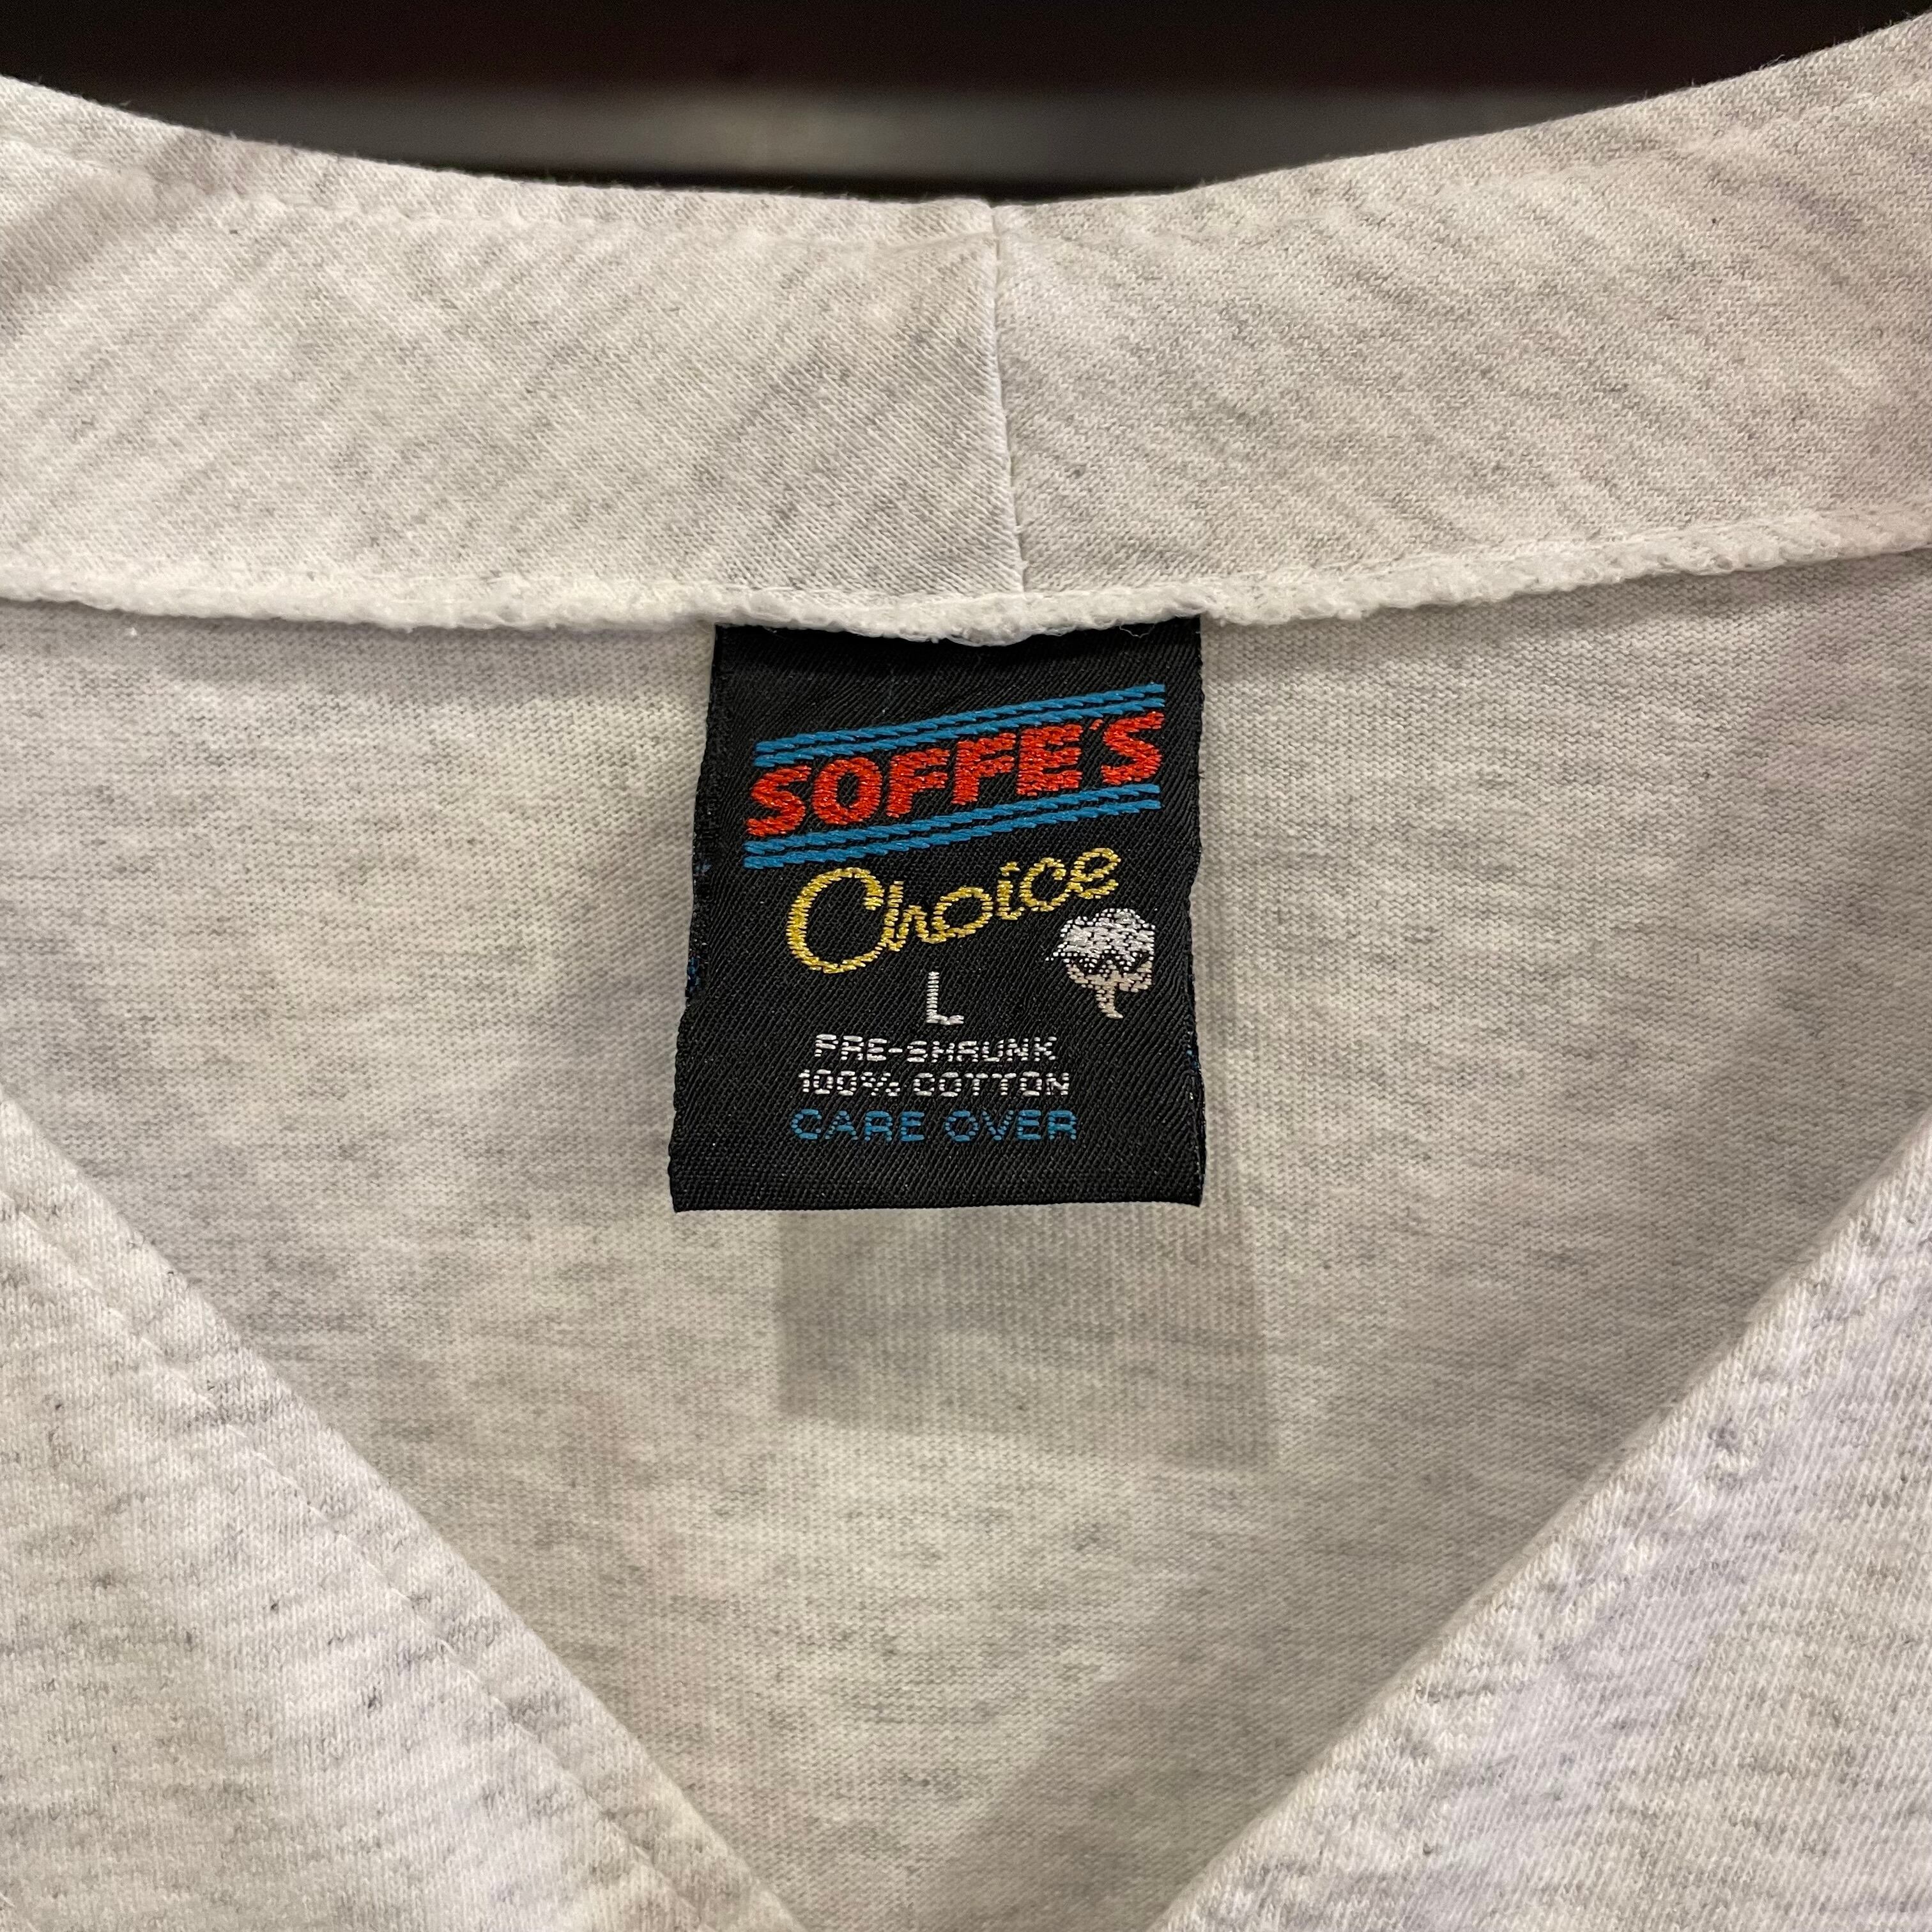 SOFFE'S
Choice
L
PRE-SHRUNK
100% COTTON
CARE OVER